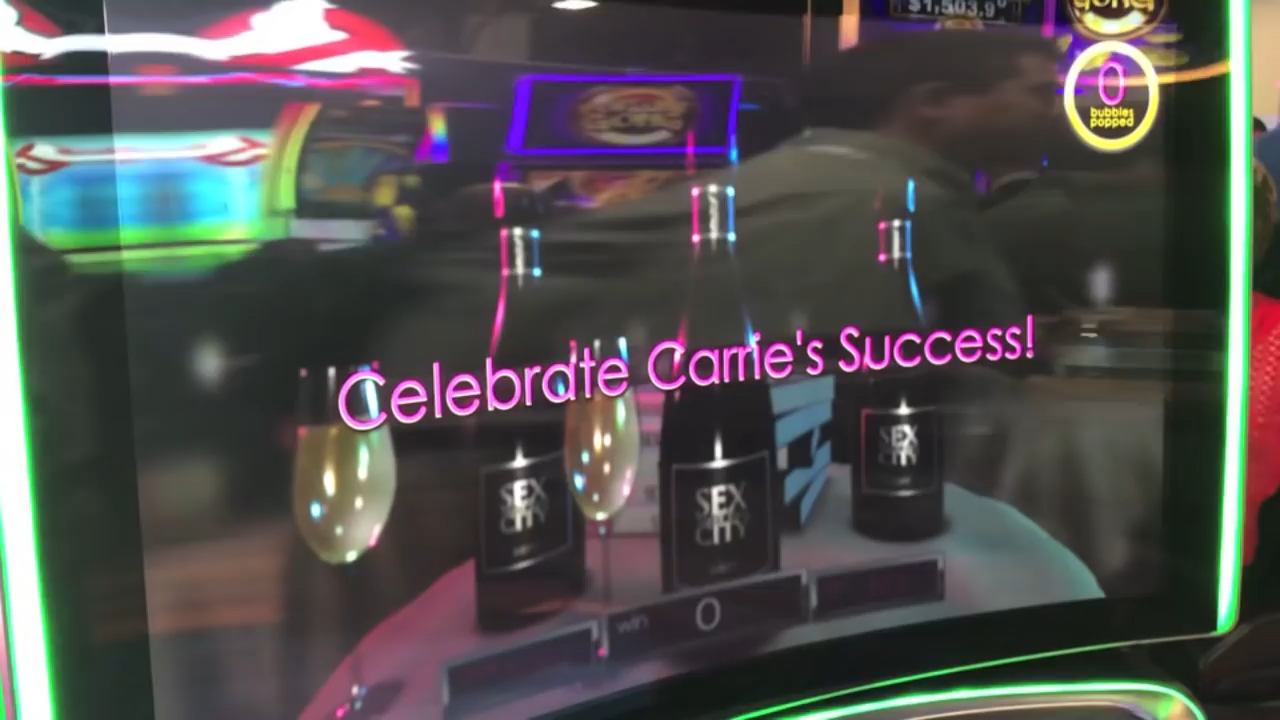 $1,503.9
0
bubbles
popped
Celebrate Carrie's Success!
SEX
CITY
SEX
CITY
SEX
CITY
win 0